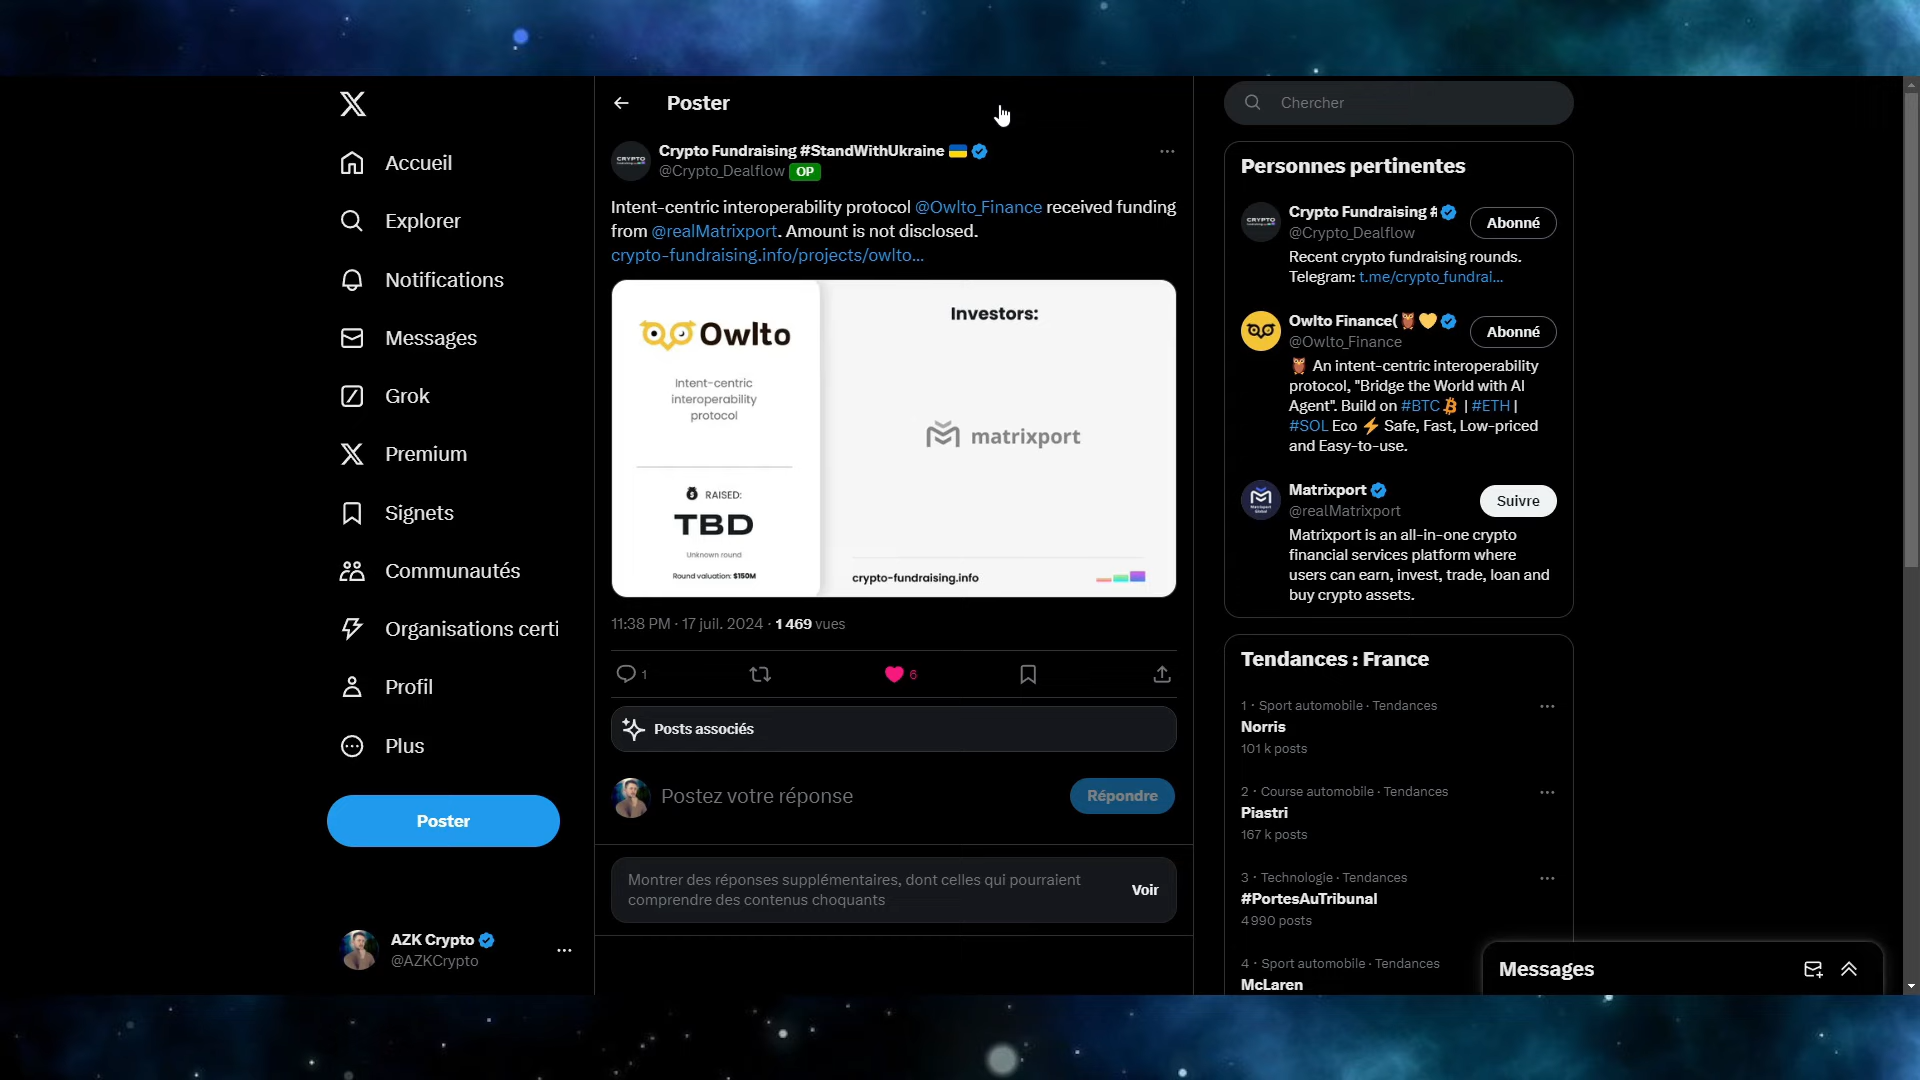 Accueil
Explorer
Notifications
Messages
Grok
Premium
Signets
Communautés
Organisations certi
Profil
Plus
Poster
AZK Crypto
@AZKCrypto
Poster
Crypto Fundraising #StandWithUkraine
@Crypto_Dealflow OP
Intent-centric interoperability protocol @Owlto_Finance received funding
from @realMatrixport. Amount is not disclosed.
crypto-fundraising.info/projects/owlto...
Owlto
Intent-centric
interoperability
protocol
RAISED:
TBD
Unknown round
Round valuation: $150M
Investors:
matrixport
crypto-fundraising.info
11:38 PM · 17 juil. 2024 · 1 469 vues
1
6
Posts associés
Postez votre réponse
Répondre
Montrer des réponses supplémentaires, dont celles qui pourraient
comprendre des contenus choquants
Voir
Chercher
Personnes pertinentes
CRYPTO
Crypto Fundraising #
@Crypto_Dealflow
Abonné
Recent crypto fundraising rounds.
Telegram: t.me/crypto_fundrai...
Owlto Finance(
@Owlto_Finance
Abonné
An intent-centric interoperability
protocol, "Bridge the World with AI
Agent". Build on #BTC | #ETH |
#SOL Eco ⚡ Safe, Fast, Low-priced
and Easy-to-use.
Matrixport
@realMatrixport
Suivre
Matrixport is an all-in-one crypto
financial services platform where
users can earn, invest, trade, loan and
buy crypto assets.
Tendances : France
1 · Sport automobile · Tendances
Norris
101 k posts
2 · Course automobile · Tendances
Piastri
167 k posts
3 · Technologie · Tendances
#PortesAuTribunal
4 990 posts
4 · Sport automobile · Tendances
McLaren
Messages